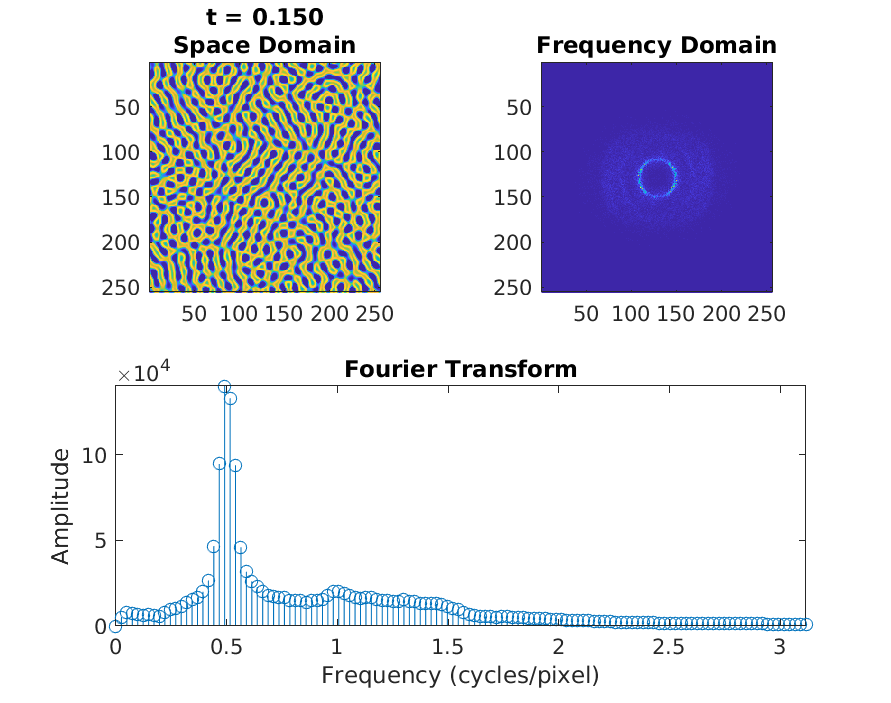 t = 0.150
Space Domain
Frequency Domain
50
100
150
200
250
50 100 150 200 250
50
100
150
200
250
50 100 150 200 250
Fourier Transform
×10⁴
10
5
0
Amplitude
0 0.5 1 1.5 2 2.5 3
Frequency (cycles/pixel)